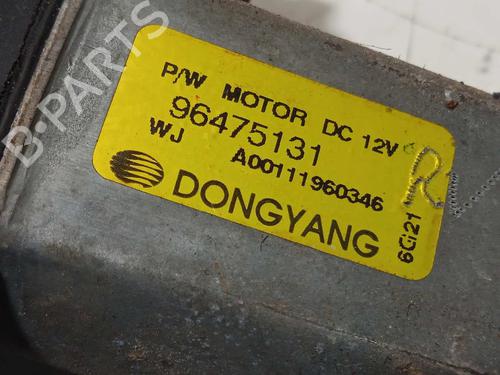 P/W MOTOR DC 12V
96475131
WJ A00111960346
DONGYANG
R
6G21
B-PARTS